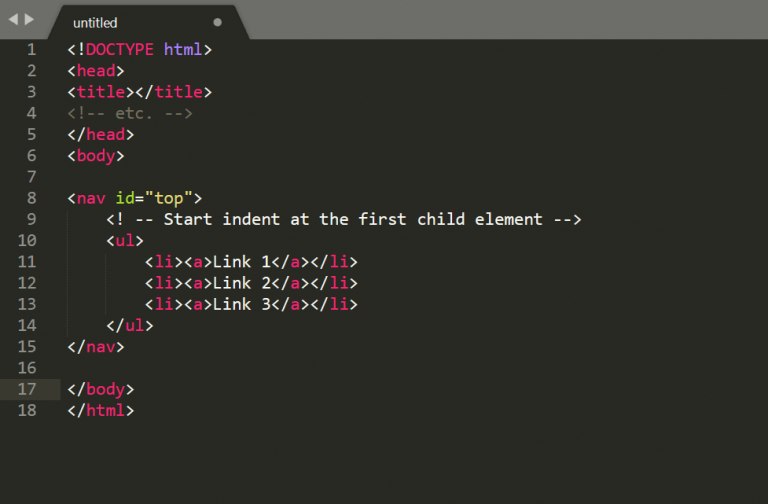 untitled
1 <!DOCTYPE html>
2 <head>
3 <title></title>
4 <!-- etc. -->
5 </head>
6 <body>
7
8 <nav id="top">
9     <! -- Start indent at the first child element -->
10     <ul>
11         <li><a>Link 1</a></li>
12         <li><a>Link 2</a></li>
13         <li><a>Link 3</a></li>
14     </ul>
15 </nav>
16
17 </body>
18 </html>